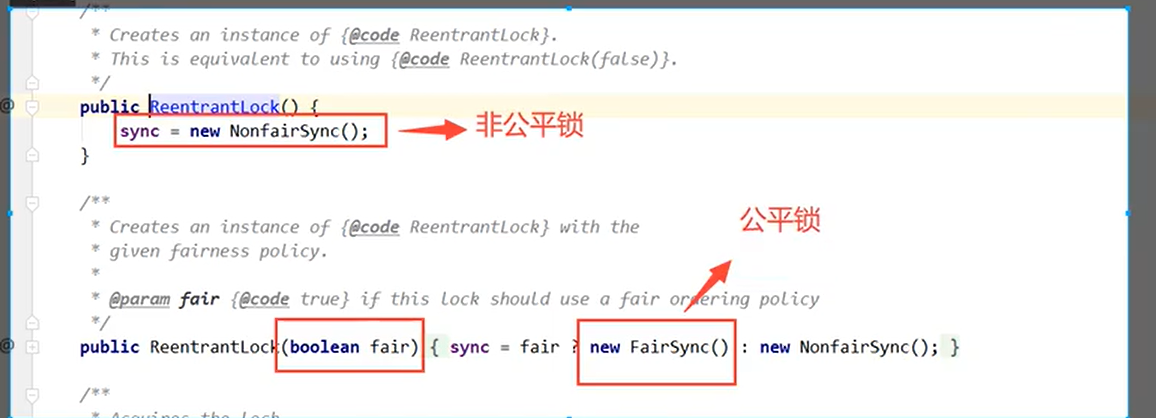 /**
* Creates an instance of {@code ReentrantLock}.
* This is equivalent to using {@code ReentrantLock(false)}.
*/
@ public ReentrantLock() {
sync = new NonfairSync(); 非公平锁
}
/**
* Creates an instance of {@code ReentrantLock} with the 公平锁
* given fairness policy.
*
* @param fair {@code true} if this lock should use a fair ordering policy
*/
@ public ReentrantLock(boolean fair) { sync = fair ? new FairSync() : new NonfairSync(); }
/**
* Acquires the lock.